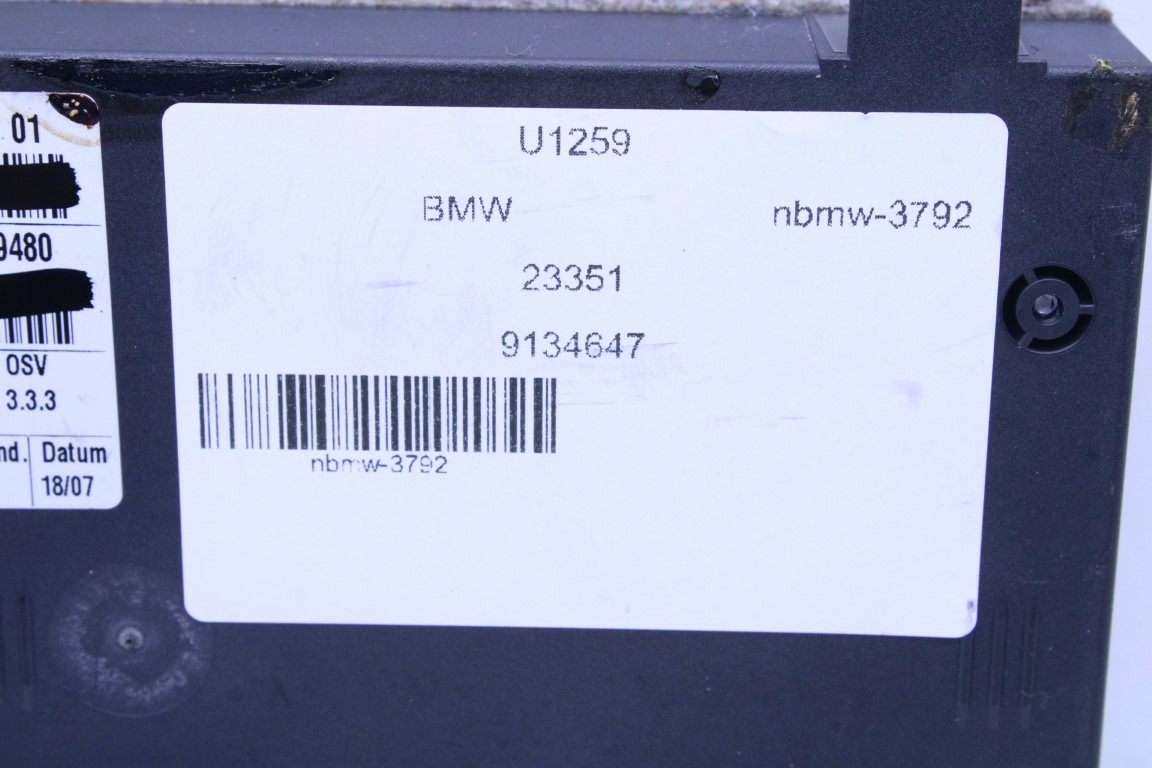 01
9480
OSV
3.3.3
nd. Datum
18/07
U1259
BMW nbmw-3792
23351
9134647
nbmw-3792